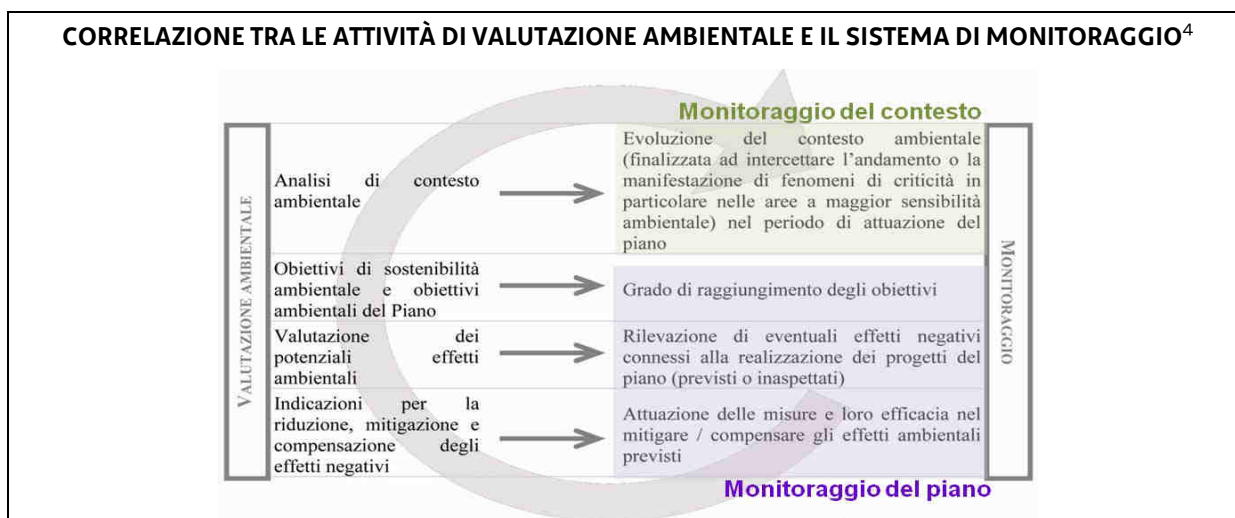 CORRELAZIONE TRA LE ATTIVITÀ DI VALUTAZIONE AMBIENTALE E IL SISTEMA DI MONITORAGGIO4
Monitoraggio del contesto
VALUTAZIONE AMBIENTALE
Analisi di contesto
ambientale
Evoluzione del contesto ambientale
(finalizzata ad intercettare l'andamento o la
manifestazione di fenomeni di criticità in
particolare nelle aree a maggior sensibilità
ambientale) nel periodo di attuazione del
piano
Obiettivi di sostenibilità
ambientale e obiettivi
ambientali del Piano
Grado di raggiungimento degli obiettivi
Valutazione dei
potenziali effetti
ambientali
Rilevazione di eventuali effetti negativi
connessi alla realizzazione dei progetti del
piano (previsti o inaspettati)
Indicazioni per la
riduzione, mitigazione e
compensazione degli
effetti negativi
Attuazione delle misure e loro efficacia nel
mitigare / compensare gli effetti ambientali
previsti
MONITORAGGIO
Monitoraggio del piano